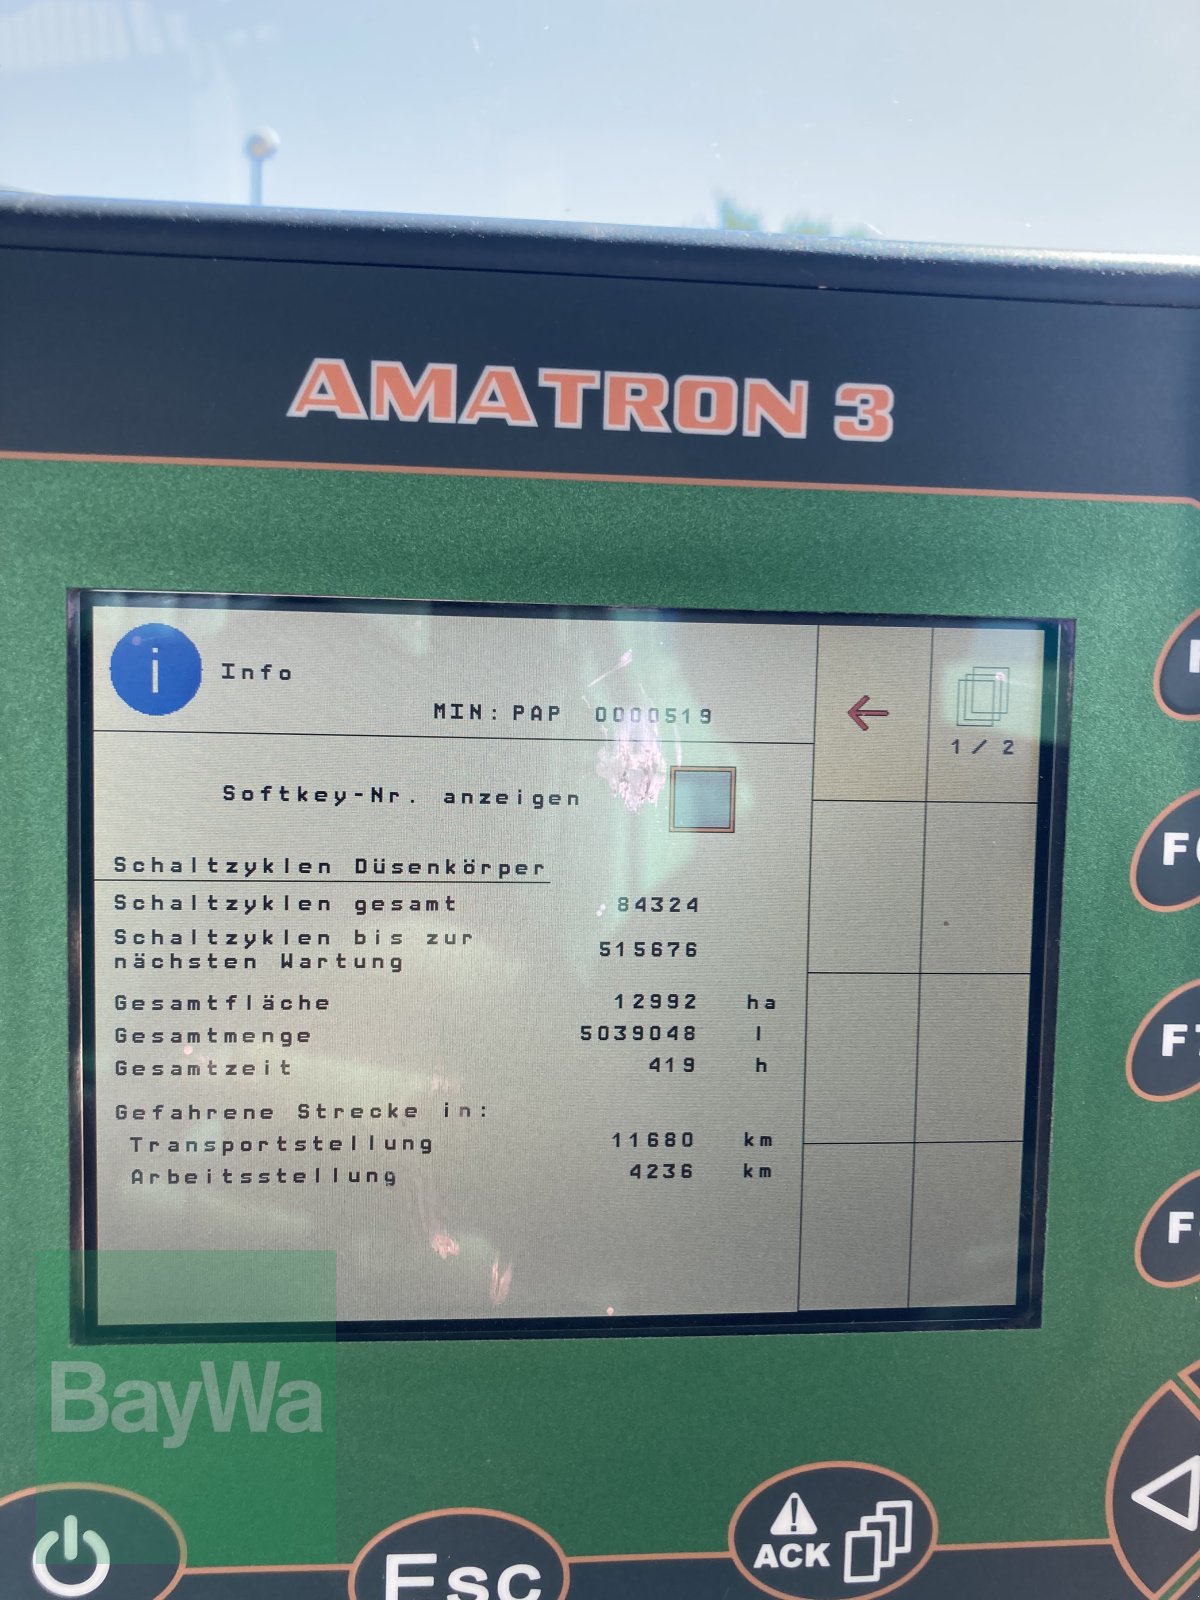 AMATRON 3
i Info
MIN: PAP 0000519
1 / 2
Softkey-Nr. anzeigen
Schaltzyklen Düsenkörper
Schaltzyklen gesamt 84324
Schaltzyklen bis zur
nächsten Wartung 515676
Gesamtfläche 12992 ha
Gesamtmenge 5039048 l
Gesamtzeit 419 h
Gefahrene Strecke in:
Transportstellung 11680 km
Arbeitsstellung 4236 km
BayWa
Esc
ACK